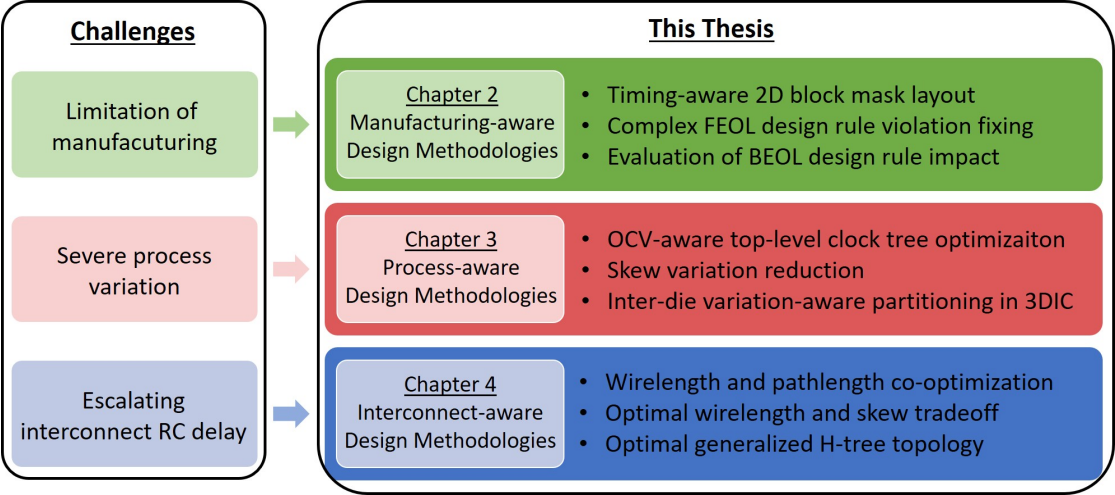 Challenges
Limitation of
manufacuturing
Severe process
variation
Escalating
interconnect RC delay
This Thesis
Chapter 2
Manufacturing-aware
Design Methodologies
• Timing-aware 2D block mask layout
• Complex FEOL design rule violation fixing
• Evaluation of BEOL design rule impact
Chapter 3
Process-aware
Design Methodologies
• OCV-aware top-level clock tree optimizaiton
• Skew variation reduction
• Inter-die variation-aware partitioning in 3DIC
Chapter 4
Interconnect-aware
Design Methodologies
• Wirelength and pathlength co-optimization
• Optimal wirelength and skew tradeoff
• Optimal generalized H-tree topology